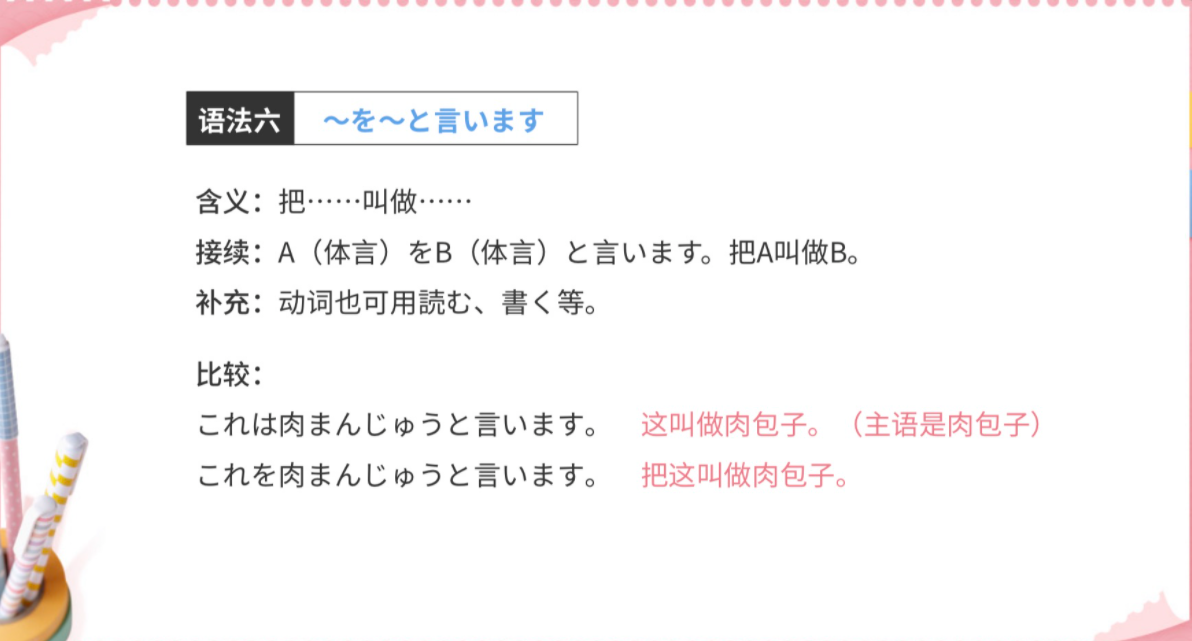 语法六 ～を～と言います
含义：把……叫做……
接续：A（体言）をB（体言）と言います。把A叫做B。
补充：动词也可用読む、書く等。
比较：
これは肉まんじゅうと言います。 这叫做肉包子。（主语是肉包子）
これを肉まんじゅうと言います。 把这叫做肉包子。